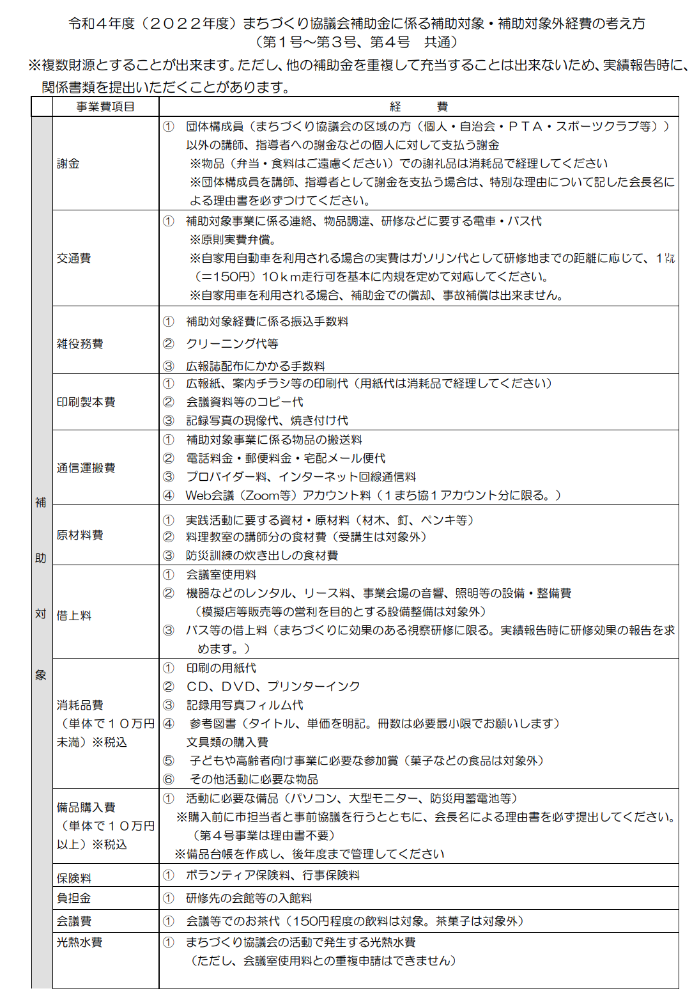 令和４年度（２０２２年度）まちづくり協議会補助金に係る補助対象・補助対象外経費の考え方
（第１号～第３号、第４号　共通）
※複数財源とすることが出来ます。ただし、他の補助金を重複して充当することは出来ないため、実績報告時に、
関係書類を提出いただくことがあります。
事業費項目
経　　　費
補助対象
謝金
①　団体構成員（まちづくり協議会の区域の方（個人・自治会・ＰＴＡ・スポーツクラブ等））
以外の講師、指導者への謝金などの個人に対して支払う謝金
※物品（弁当・食料はご遠慮ください）での謝礼品は消耗品で経理してください
※団体構成員を講師、指導者として謝金を支払う場合は、特別な理由について記した会長名に
よる理由書を必ずつけてください。
交通費
①　補助対象事業に係る連絡、物品調達、研修などに要する電車・バス代
※原則実費弁償。
※自家用自動車を利用される場合の実費はガソリン代として研修地までの距離に応じて、１㍑
（＝150円）10ｋｍ走行可を基本に内規を定めて対応してください。
※自家用車を利用される場合、補助金での償却、事故補償は出来ません。
雑役務費
①　補助対象経費に係る振込手数料
②　クリーニング代等
③　広報誌配布にかかる手数料
印刷製本費
①　広報紙、案内チラシ等の印刷代（用紙代は消耗品で経理してください）
②　会議資料等のコピー代
③　記録写真の現像代、焼き付け代
通信運搬費
①　補助対象事業に係る物品の搬送料
②　電話料金・郵便料金・宅配メール便代
③　プロバイダー料、インターネット回線通信料
④　Web会議（Zoom等）アカウント料（１まち協１アカウント分に限る。）
原材料費
①　実践活動に要する資材・原材料（材木、釘、ペンキ等）
②　料理教室の講師分の食材費（受講生は対象外）
③　防災訓練の炊き出しの食材費
借上料
①　会議室使用料
②　機器などのレンタル、リース料、事業会場の音響、照明等の設備・整備費
（模擬店等販売等の営利を目的とする設備整備は対象外）
③　バス等の借上料（まちづくりに効果のある視察研修に限る。実績報告時に研修効果の報告を求
めます。）
消耗品費
（単体で１０万円
未満）※税込
①　印刷の用紙代
②　ＣＤ、ＤＶＤ、プリンターインク
③　記録用写真フィルム代
④　参考図書（タイトル、単価を明記。冊数は必要最小限でお願いします）
文具類の購入費
⑤　子どもや高齢者向け事業に必要な参加賞（菓子などの食品は対象外）
⑥　その他活動に必要な物品
備品購入費
（単体で１０万円
以上）※税込
①　活動に必要な備品（パソコン、大型モニター、防災用蓄電池等）
※購入前に市担当者と事前協議を行うとともに、会長名による理由書を必ず提出してください。
（第４号事業は理由書不要）
※備品台帳を作成し、後年度まで管理してください
保険料
①　ボランティア保険料、行事保険料
負担金
①　研修先の会館等の入館料
会議費
①　会議等でのお茶代（150円程度の飲料は対象。茶菓子は対象外）
光熱水費
①　まちづくり協議会の活動で発生する光熱水費
（ただし、会議室使用料との重複申請はできません）